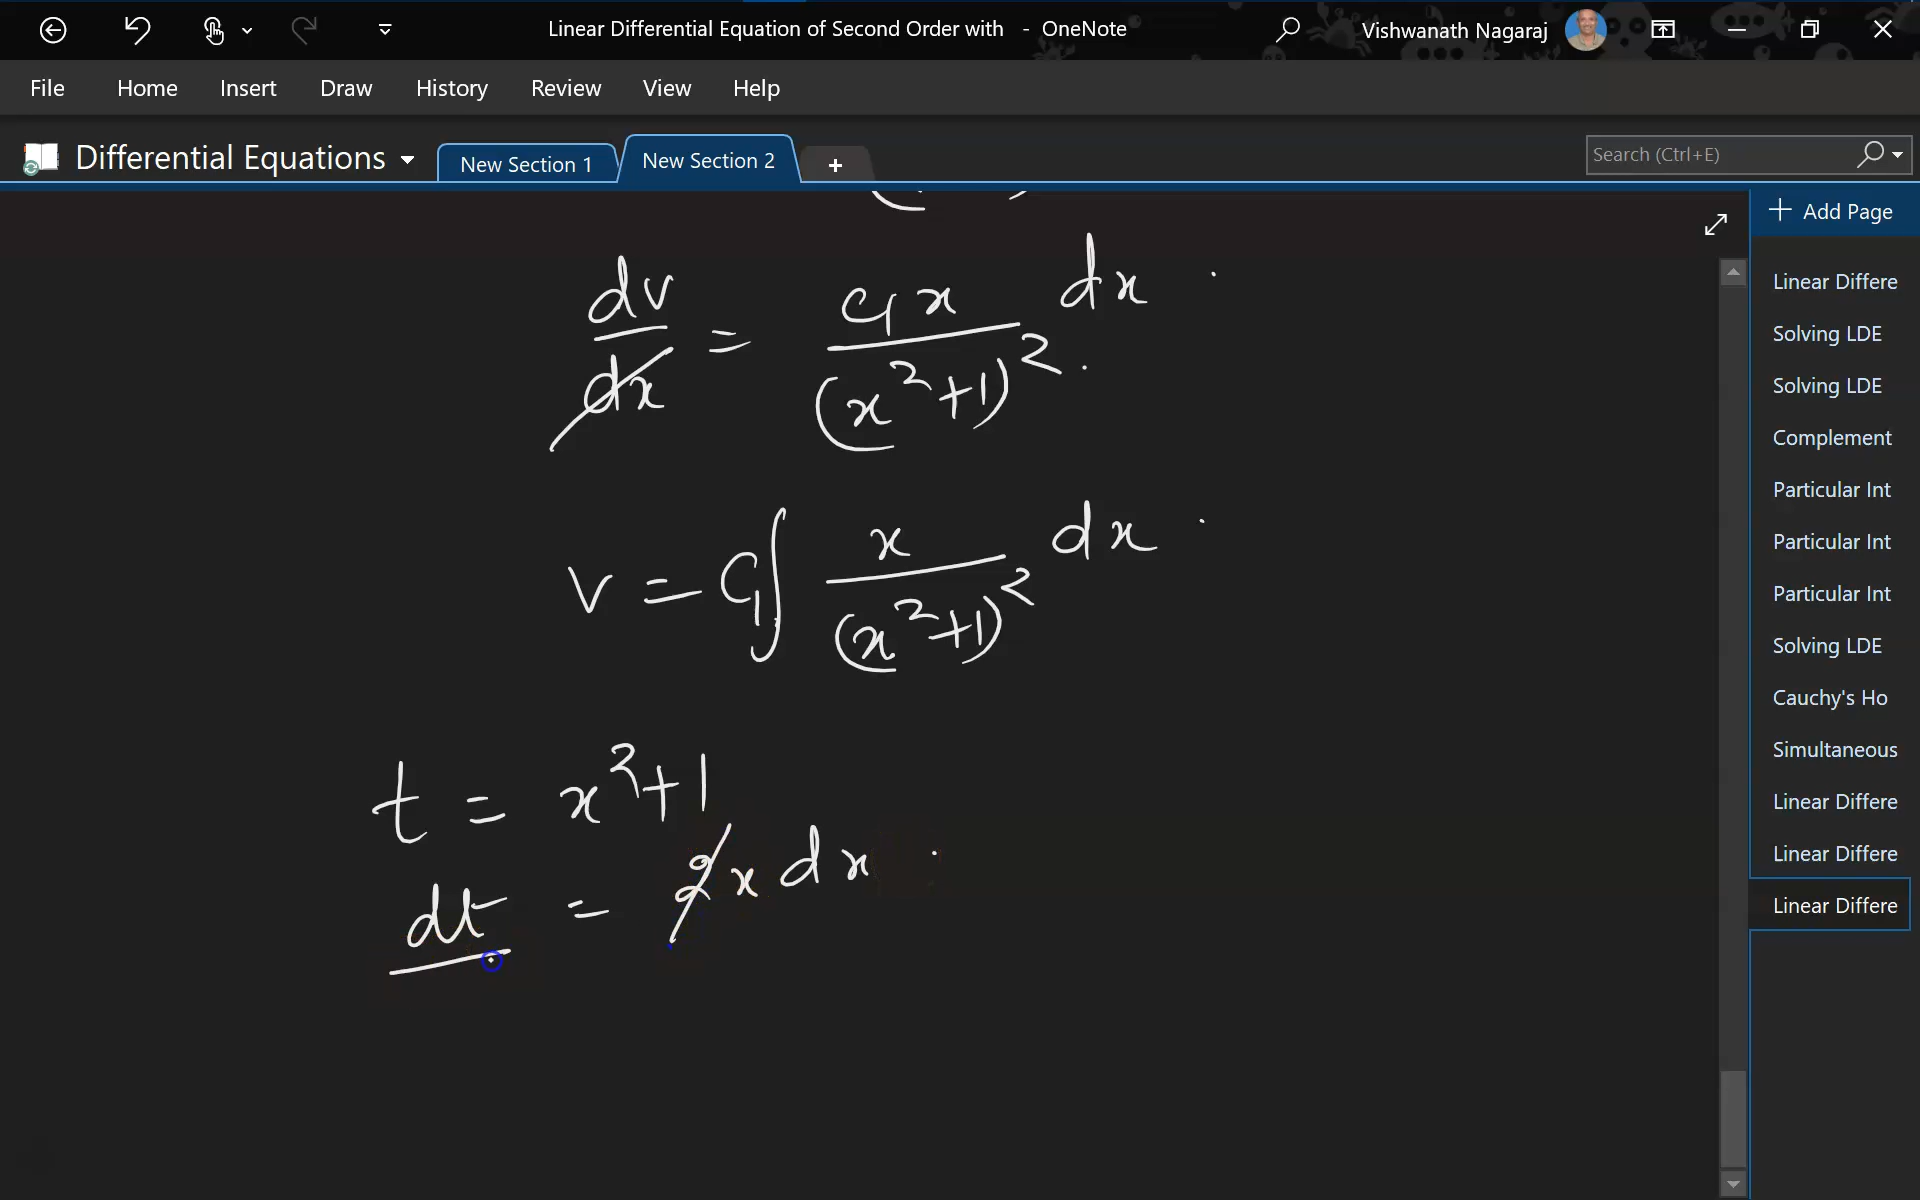 Linear Differential Equation of Second Order with - OneNote
Vishwanath Nagaraj
File Home Insert Draw History Review View Help
Differential Equations New Section 1 New Section 2 +
Search (Ctrl+E)
Add Page
Linear Differe
Solving LDE
Solving LDE
Complement
Particular Int
Particular Int
Particular Int
Solving LDE
Cauchy's Ho
Simultaneous
Linear Differe
Linear Differe
Linear Differe
dv/dx = C₁x/(x²+1)² dx
v = C₁∫ x/(x²+1)² dx
t = x²+1
dt = 2x dx